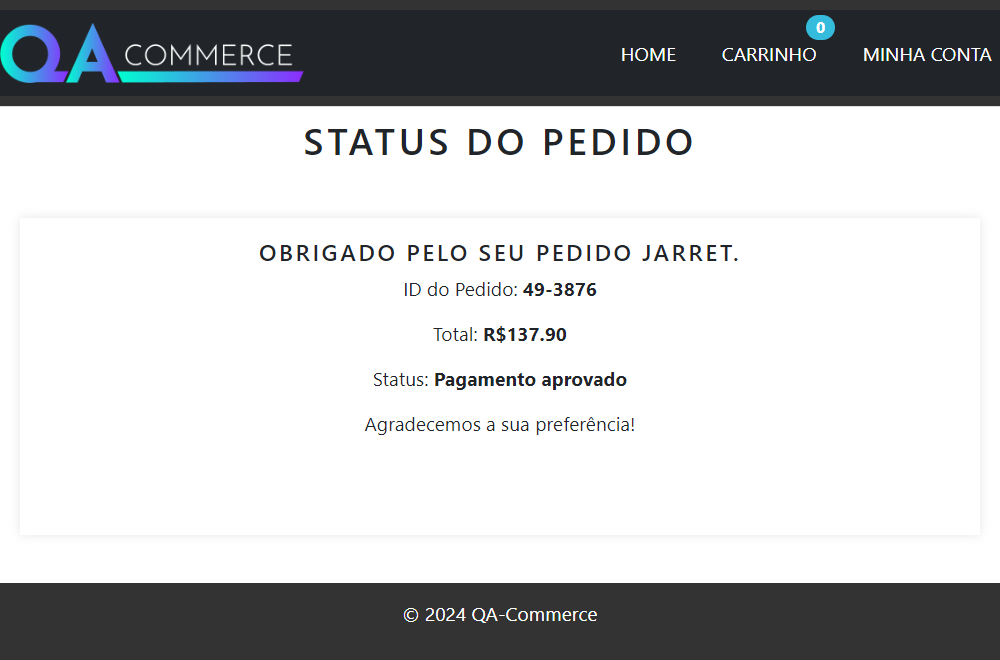 QA COMMERCE
HOME
CARRINHO
0
MINHA CONTA
STATUS DO PEDIDO
OBRIGADO PELO SEU PEDIDO JARRET.
ID do Pedido: 49-3876
Total: R$137.90
Status: Pagamento aprovado
Agradecemos a sua preferência!
© 2024 QA-Commerce